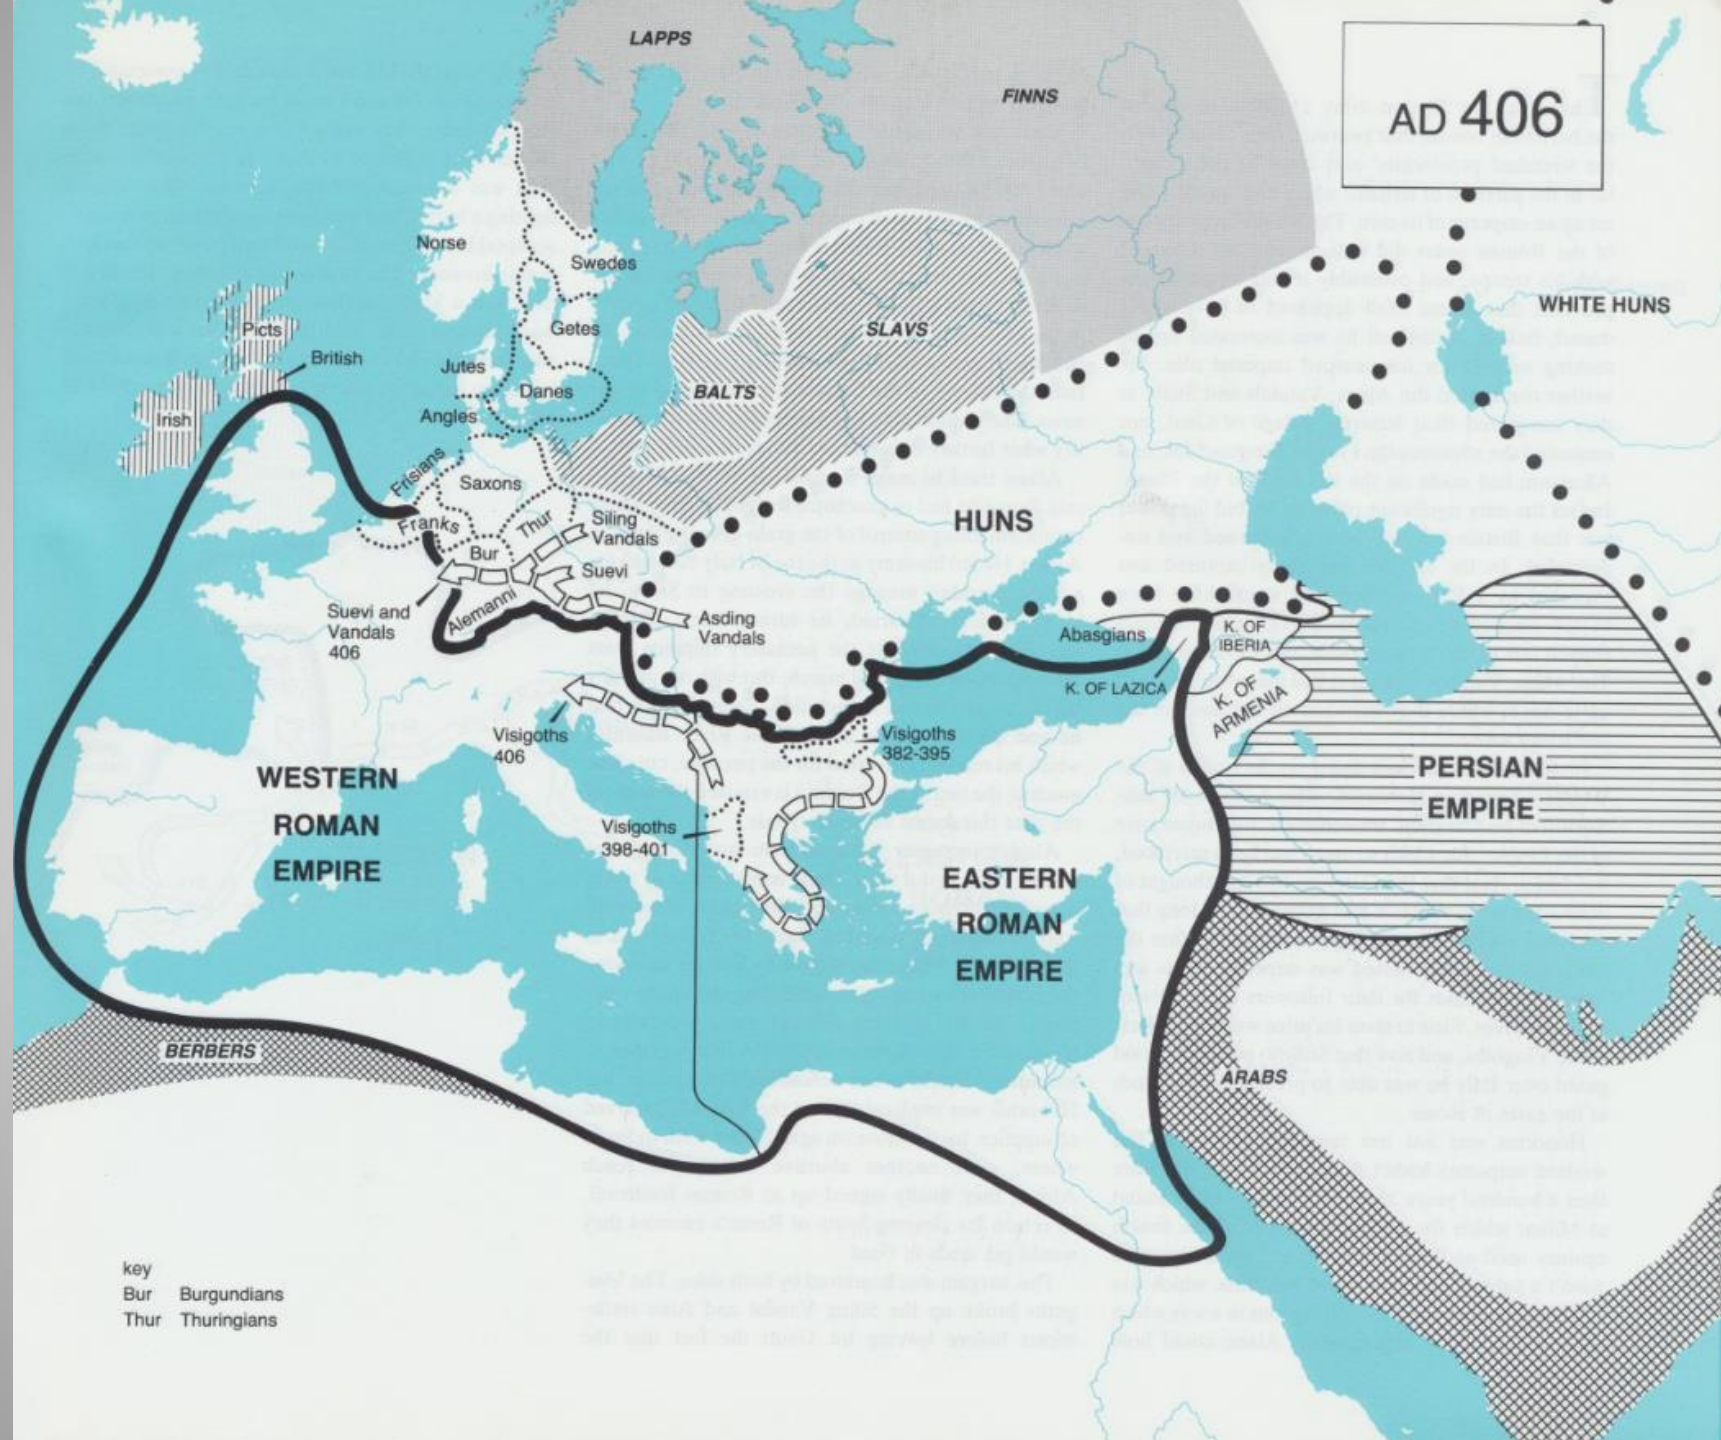 LAPPS
FINNS
AD 406
Norse
Swedes
WHITE HUNS
Picts
Getes
SLAVS
British
Jutes
Danes
BALTS
Irish
Angles
Frisians
Saxons
Franks
Thur
Siling
Vandals
HUNS
Bur
Suevi
Suevi and
Vandals
406
Alemanni
Asding
Vandals
Abasgians
K. OF
IBERIA
K. OF LAZICA
K. OF
ARMENIA
Visigoths
406
Visigoths
382-395
WESTERN
ROMAN
EMPIRE
PERSIAN
EMPIRE
Visigoths
398-401
EASTERN
ROMAN
EMPIRE
BERBERS
ARABS
key
Bur Burgundians
Thur Thuringians